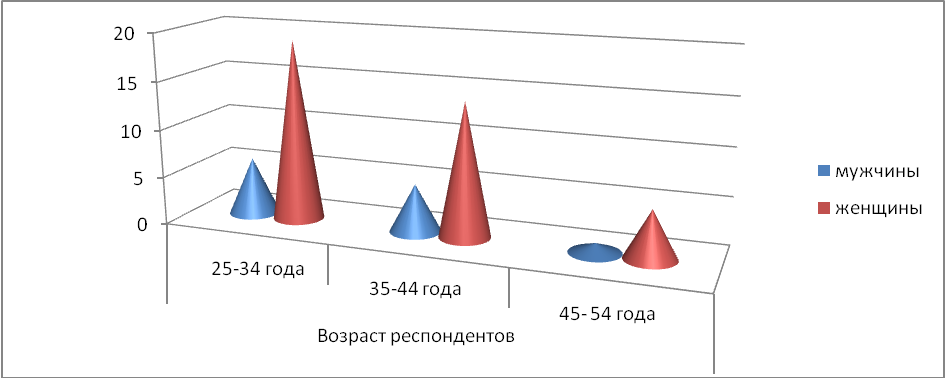 20
15
10
5
0
25-34 года
35-44 года
45- 54 года
Возраст респондентов
мужчины
женщины